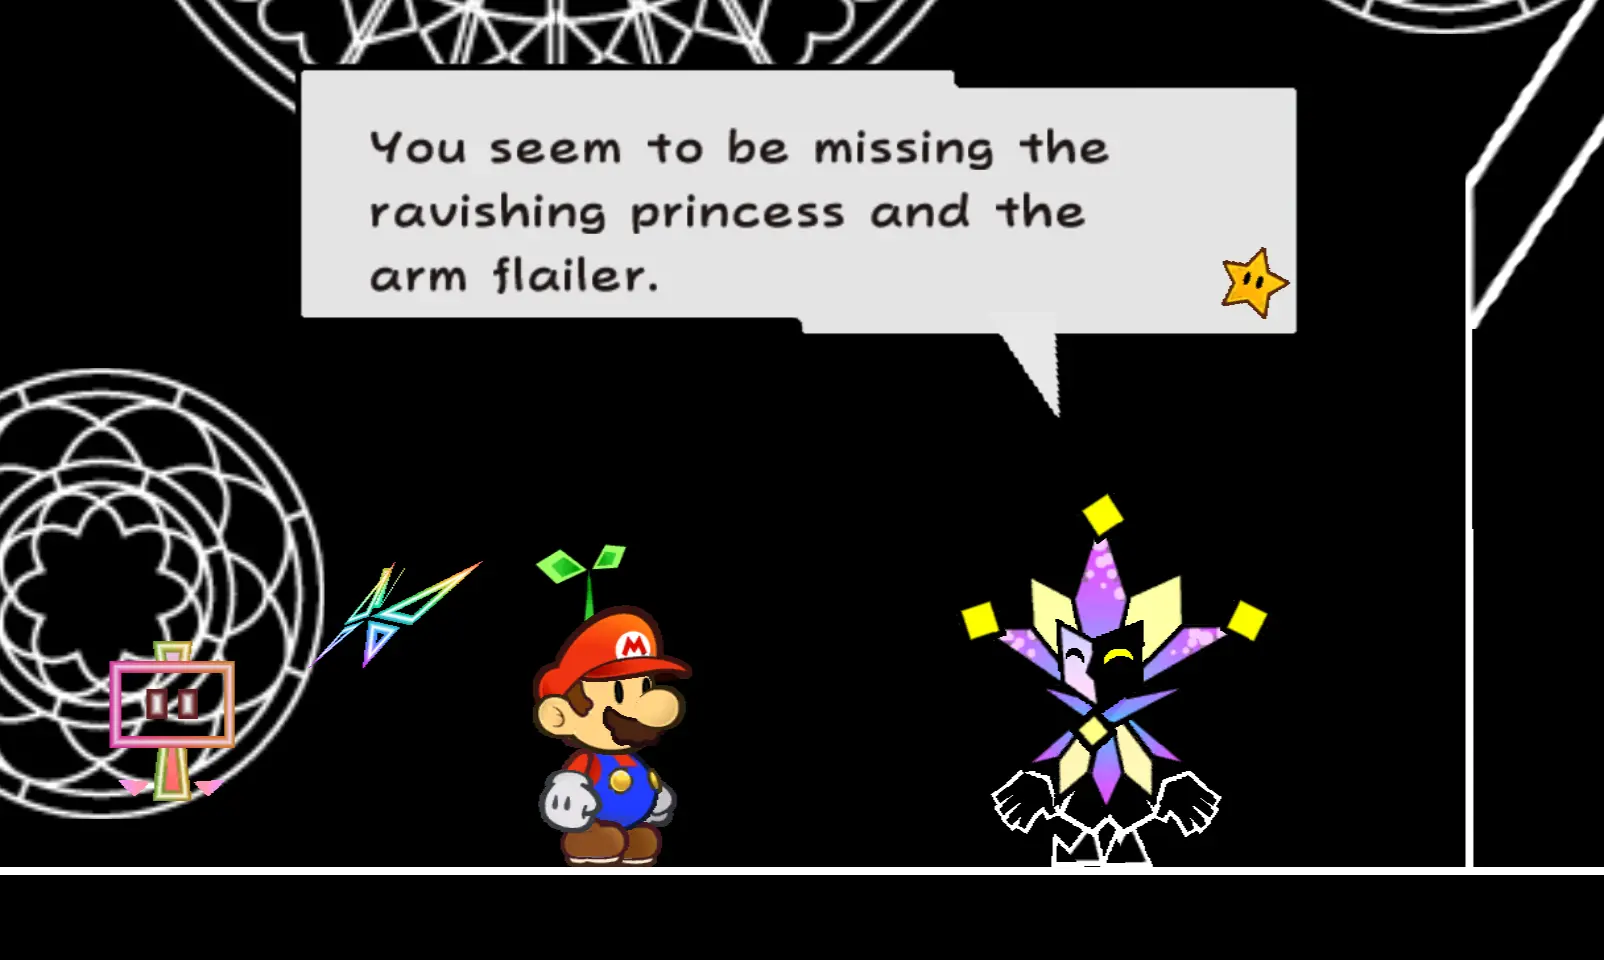 You seem to be missing the
ravishing princess and the
arm flailer.
M